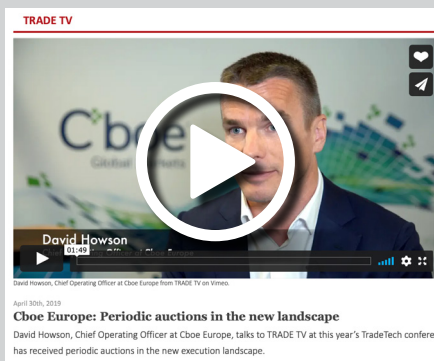 TRADE TV
Cboe
Global Markets
David Howson
Chief Operating Officer at Cboe Europe
01:49
David Howson, Chief Operating Officer at Cboe Europe from TRADE TV on Vimeo.
April 30th, 2019
Cboe Europe: Periodic auctions in the new landscape
David Howson, Chief Operating Officer at Cboe Europe, talks to TRADE TV at this year's TradeTech confere
has received periodic auctions in the new execution landscape.